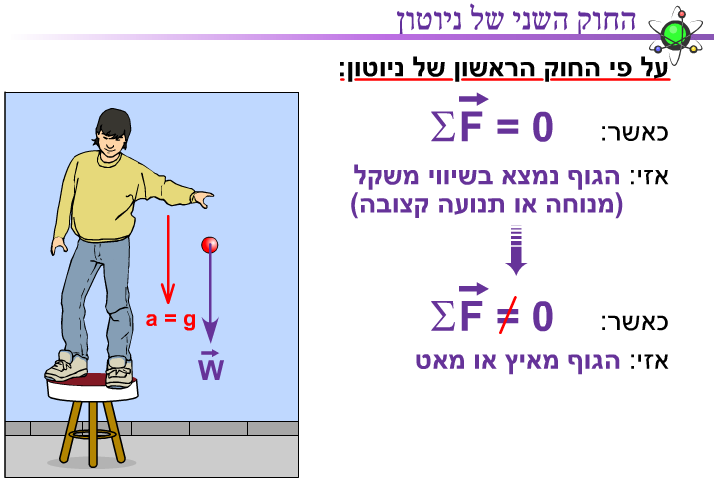 החוק השני של ניוטון
על פי החוק הראשון של ניוטון:
כאשר: ΣF⃗ = 0
אזי: הגוף נמצא בשיווי משקל
(מנוחה או תנועה קצובה)
כאשר: ΣF⃗ ≠ 0
אזי: הגוף מאיץ או מאט
a = g
W⃗